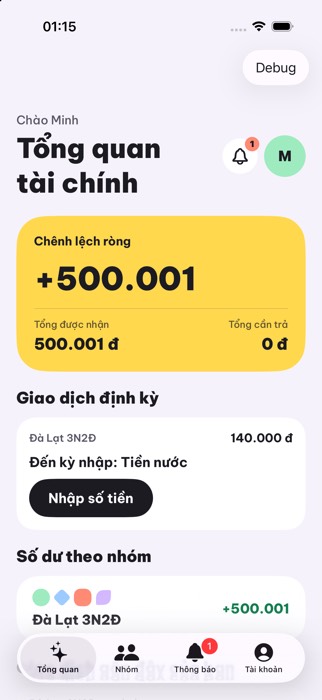 01:15
Debug
Chào Minh
Tổng quan
tài chính
1
M
Chênh lệch ròng
+500.001
Tổng được nhận
Tổng cần trả
500.001 đ
0 đ
Giao dịch định kỳ
Đà Lạt 3N2Đ
140.000 đ
Đến kỳ nhập: Tiền nước
Nhập số tiền
Số dư theo nhóm
+500.001
Đà Lạt 3N2Đ
1
Tổng quan
Nhóm
Thông báo
Tài khoản